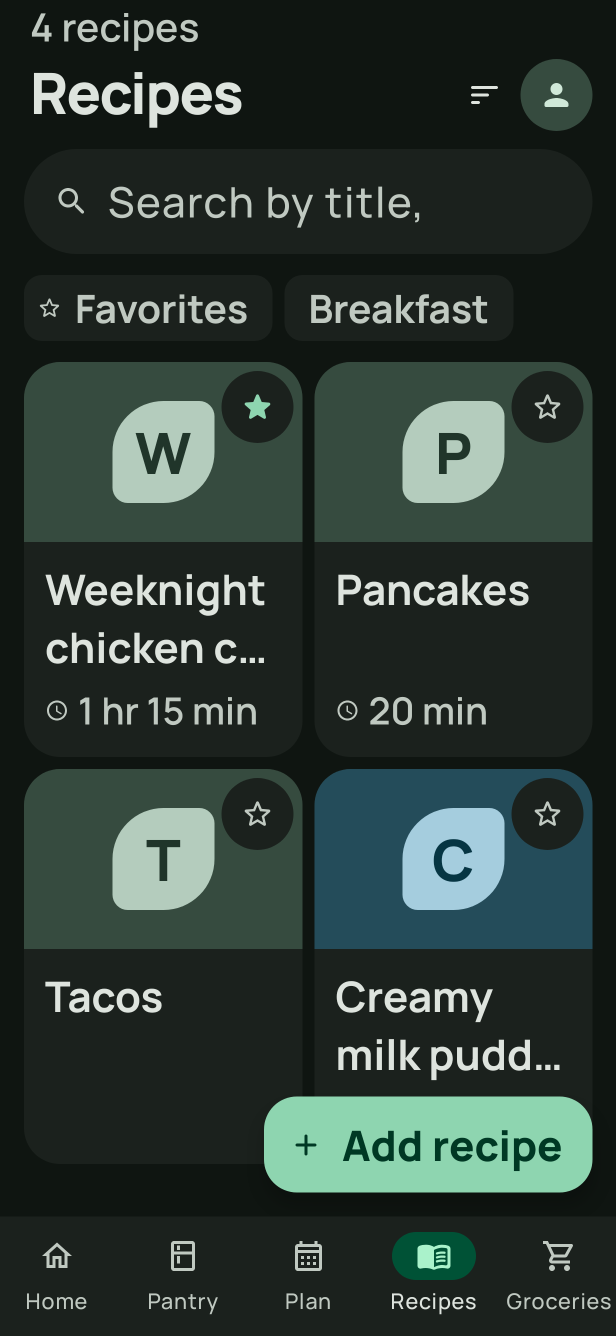 4 recipes
Recipes
Search by title,
Favorites
Breakfast
W
P
Weeknight
chicken c…
Pancakes
1 hr 15 min
20 min
T
C
Tacos
Creamy
milk pudd…
+ Add recipe
Home
Pantry
Plan
Recipes
Groceries